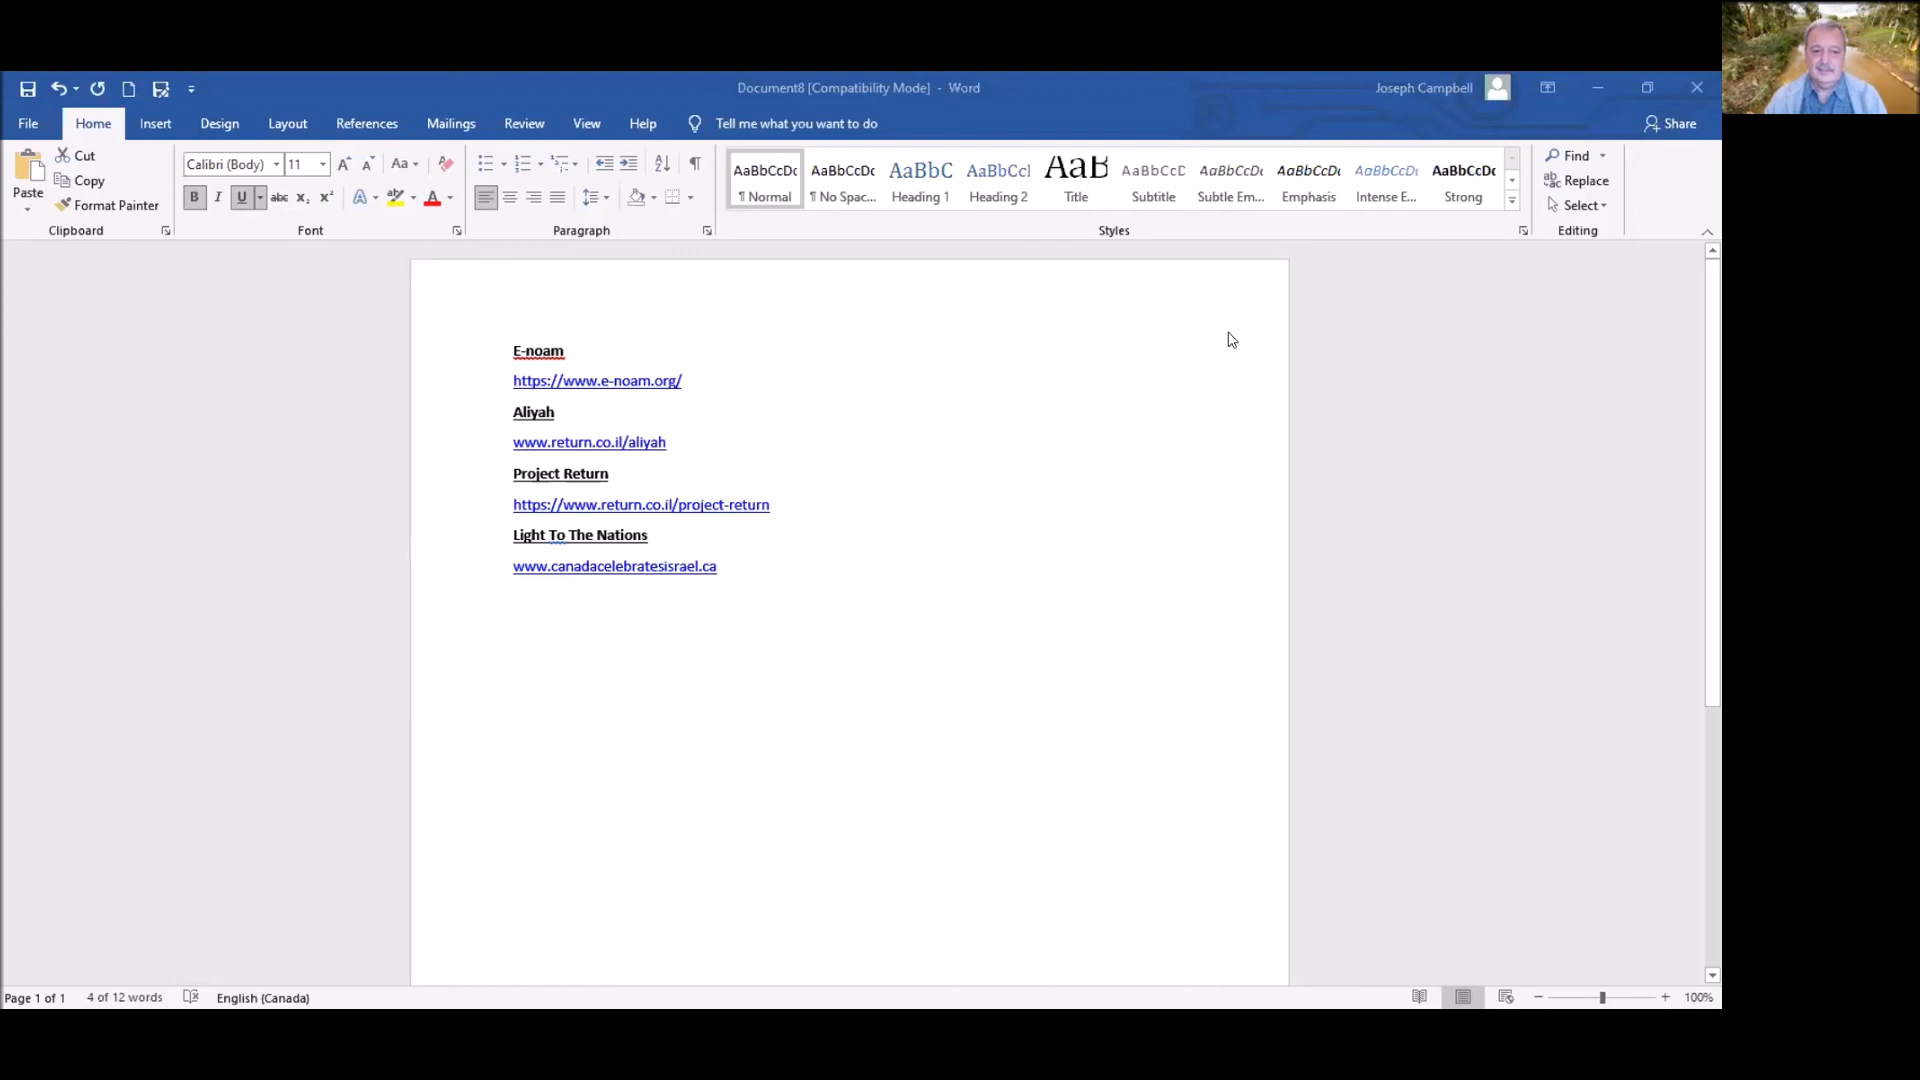 Document8 [Compatibility Mode] - Word
Joseph Campbell
File Home Insert Design Layout References Mailings Review View Help Tell me what you want to do Share
Paste
Cut
Copy
Format Painter
Clipboard
Calibri (Body) 11
Aa
B I U abc x₂ x² A A
Font
Paragraph
AaBbCcDc AaBbCcDc AaBbC AaBbCcI AaB AaBbCcD AaBbCcDc AaBbCcDc AaBbCcDc AaBbCcDc
¶ Normal ¶ No Spac... Heading 1 Heading 2 Title Subtitle Subtle Em... Emphasis Intense E... Strong
Styles
Find
Replace
Select
Editing
E-noam
https://www.e-noam.org/
Aliyah
www.return.co.il/aliyah
Project Return
https://www.return.co.il/project-return
Light To The Nations
www.canadacelebratesisrael.ca
Page 1 of 1 4 of 12 words English (Canada) 100%